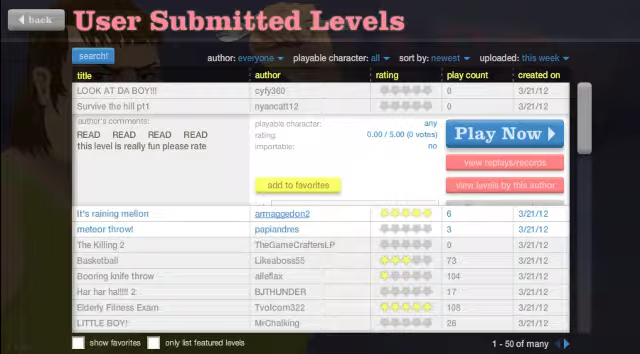 back
User Submitted Levels
search!
author: everyone playable character: all sort by: newest uploaded: this week
title author rating play count created on
LOOK AT DA BOY!!! cyfy360 0 3/21/12
Survive the hill pt1 nyancatt12 0 3/21/12
author's comments:
READ READ READ READ
this level is really fun please rate
playable character: any
rating: 0.00 / 5.00 (0 votes)
importable: no
add to favorites
Play Now
view replays/records
view levels by this author
It's raining mellon armaggedon2 6 3/21/12
meteor throw! papiandres 3 3/21/12
The Killing 2 TheGameCraftersLP 0 3/21/12
Basketball Likeaboss55 73 3/21/12
Booring knife throw alleflax 104 3/21/12
Har har ha!!!! 2 BJTHUNDER 17 3/21/12
Elderly Fitness Exam Tvolcom322 108 3/21/12
LITTLE BOY! MrChalking 26 3/21/12
show favorites only list featured levels 1 - 50 of many